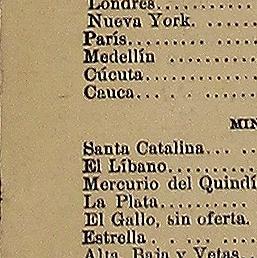 Londres......
Nueva York. .....
París........ .....
Medellín ..........
Cúcuta............
Cauca.... ........
MIN
Santa Catalina... ...
El Líbano..........
Mercurio del Quindí
La Plata..........
El Gallo, sin oferta.
Estrella .. ... .....
Alta, Baja y Vetas...